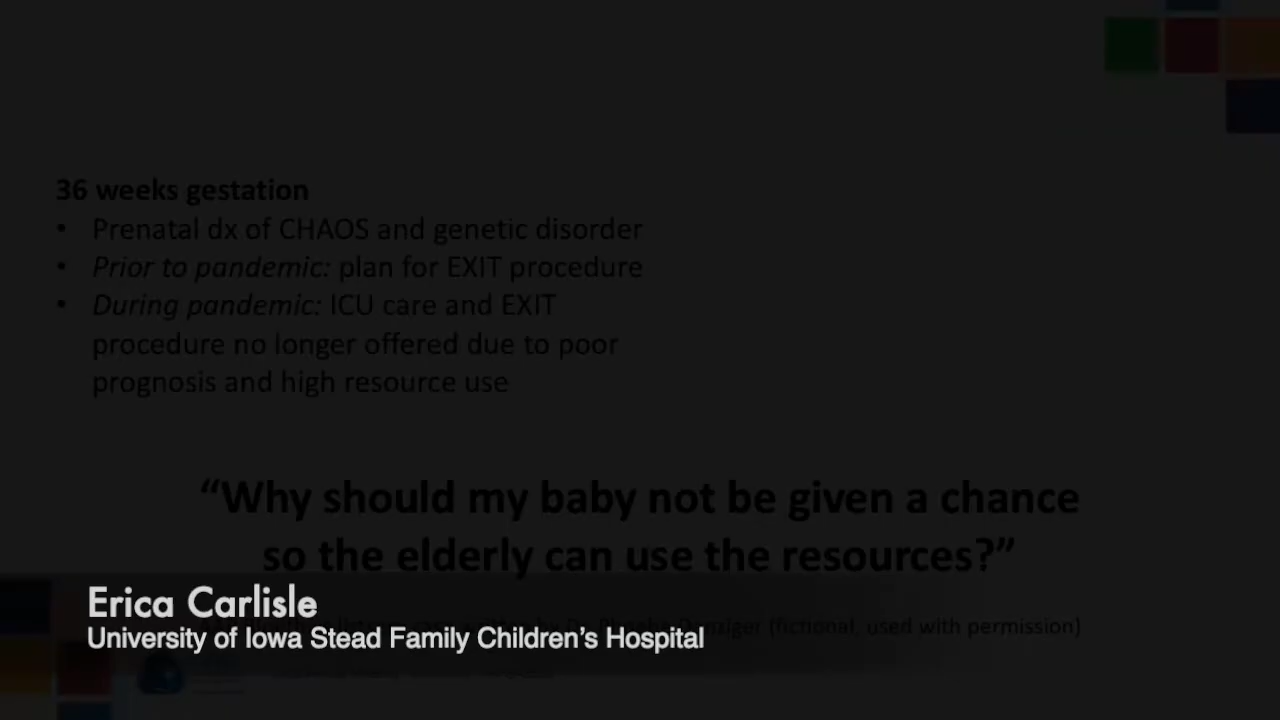 36 weeks gestation
• Prenatal dx of CHAOS and genetic disorder
• Prior to pandemic: plan for EXIT procedure
• During pandemic: ICU care and EXIT
procedure no longer offered due to poor
prognosis and high resource use
“Why should my baby not be given a chance
so the elderly can use the resources?”
Erica Carlisle
(fictional, used with permission)
University of Iowa Stead Family Children’s Hospital